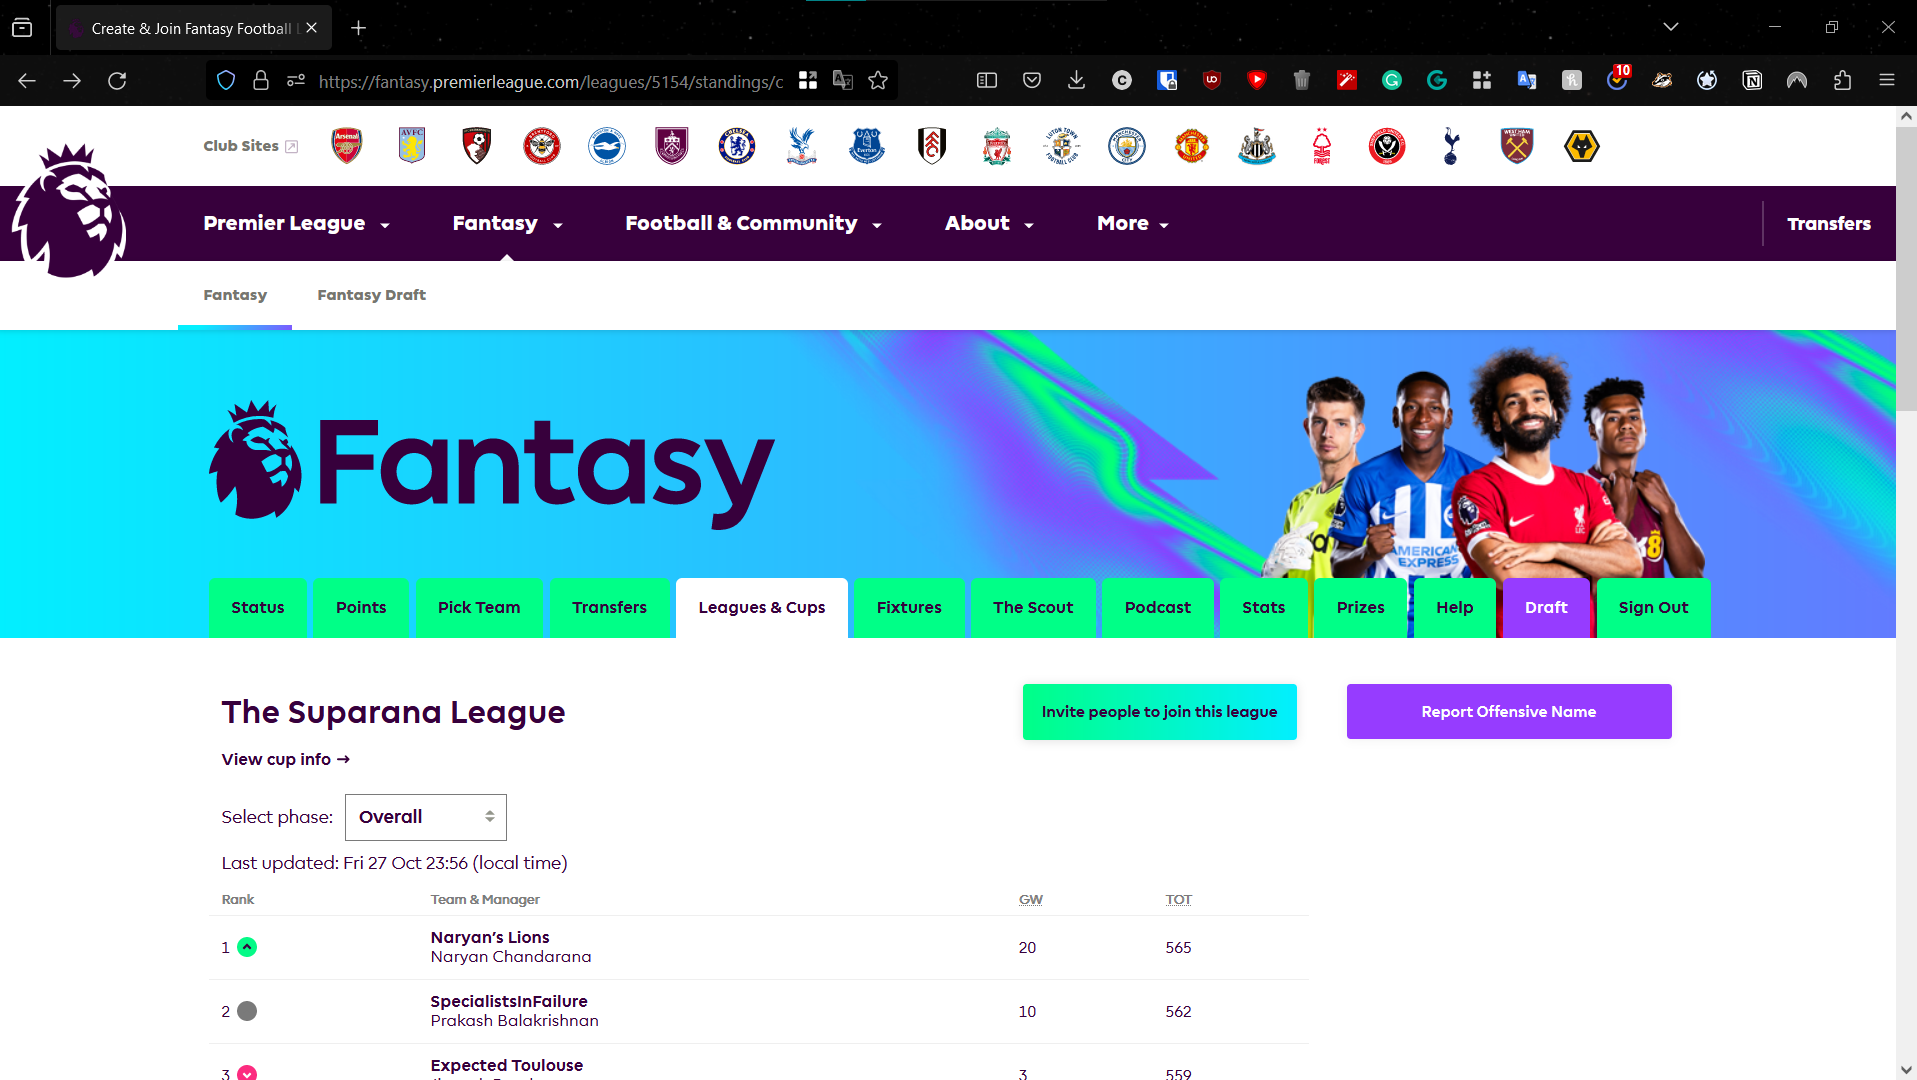 Create & Join Fantasy Football
https://fantasy.premierleague.com/leagues/5154/standings/c
10
Club Sites
Premier League
Fantasy
Football & Community
About
More
Transfers
Fantasy
Fantasy Draft
Fantasy
AMERICAN
EXPRESS
Status
Points
Pick Team
Transfers
Leagues & Cups
Fixtures
The Scout
Podcast
Stats
Prizes
Help
Draft
Sign Out
The Suparana League
Invite people to join this league
Report Offensive Name
View cup info →
Select phase: Overall
Last updated: Fri 27 Oct 23:56 (local time)
Rank Team & Manager GW TOT
1 Naryan's Lions 20 565
Naryan Chandarana
2 SpecialistsInFailure 10 562
Prakash Balakrishnan
3 Expected Toulouse 3 559